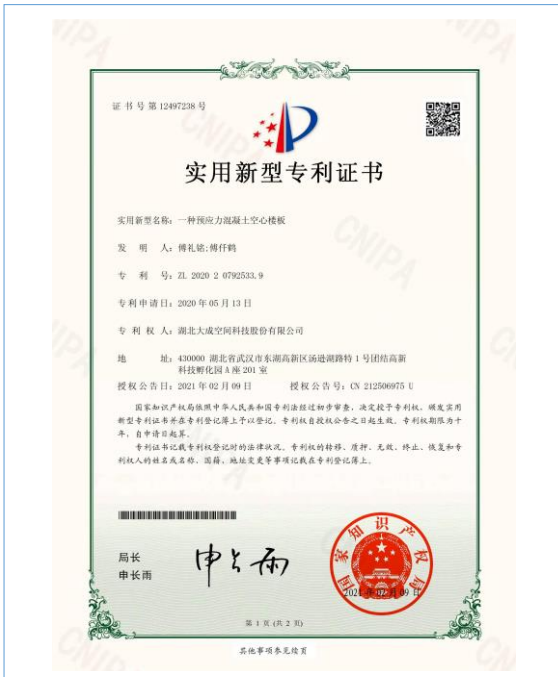 证书号第12497238号
实用新型专利证书
实用新型名称：一种预应力混凝土空心楼板
发明人：傅礼铭;傅仟鹤
专利号：ZL 2020 2 0792533.9
专利申请日：2020年05月13日
专利权人：湖北大成空间科技股份有限公司
地址：430000 湖北省武汉市东湖高新区汤逊湖路特1号团结高新
科技孵化园A座201室
授权公告日：2021年02月09日 授权公告号：CN 212506975 U
国家知识产权局依照中华人民共和国专利法经过初步审查，决定授予专利权，颁发实用
新型专利证书并在专利登记簿上予以登记。专利权自授权公告之日起生效。专利权期限为十
年，自申请日起算。
专利证书记载专利权登记时的法律状况。专利权的转移、质押、无效、终止、恢复和专
利权人的姓名或名称、国籍、地址变更等事项记载在专利登记簿上。
局长
申长雨
申长雨
国家知识产权局
2021年02月09日
第1页(共2页)
其他事项参见续页
CNIPA
CNIPA
CNIPA